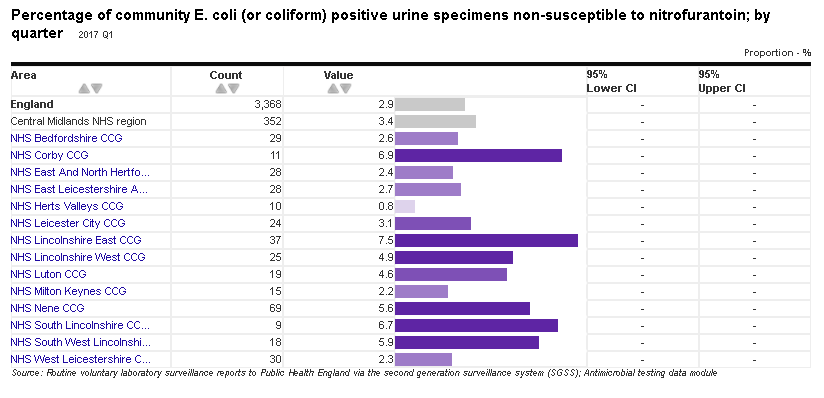 Percentage of community E. coli (or coliform) positive urine specimens non-susceptible to nitrofurantoin; by
quarter 2017 Q1
Proportion - %
Area Count Value 95% Lower CI 95% Upper CI
England 3,368 2.9 - -
Central Midlands NHS region 352 3.4 - -
NHS Bedfordshire CCG 29 2.6 - -
NHS Corby CCG 11 6.9 - -
NHS East And North Hertfo... 28 2.4 - -
NHS East Leicestershire A... 28 2.7 - -
NHS Herts Valleys CCG 10 0.8 - -
NHS Leicester City CCG 24 3.1 - -
NHS Lincolnshire East CCG 37 7.5 - -
NHS Lincolnshire West CCG 25 4.9 - -
NHS Luton CCG 19 4.6 - -
NHS Milton Keynes CCG 15 2.2 - -
NHS Nene CCG 69 5.6 - -
NHS South Lincolnshire CC... 9 6.7 - -
NHS South West Lincolnshi... 18 5.9 - -
NHS West Leicestershire C... 30 2.3 - -
Source: Routine voluntary laboratory surveillance reports to Public Health England via the second generation surveillance system (SGSS); Antimicrobial testing data module